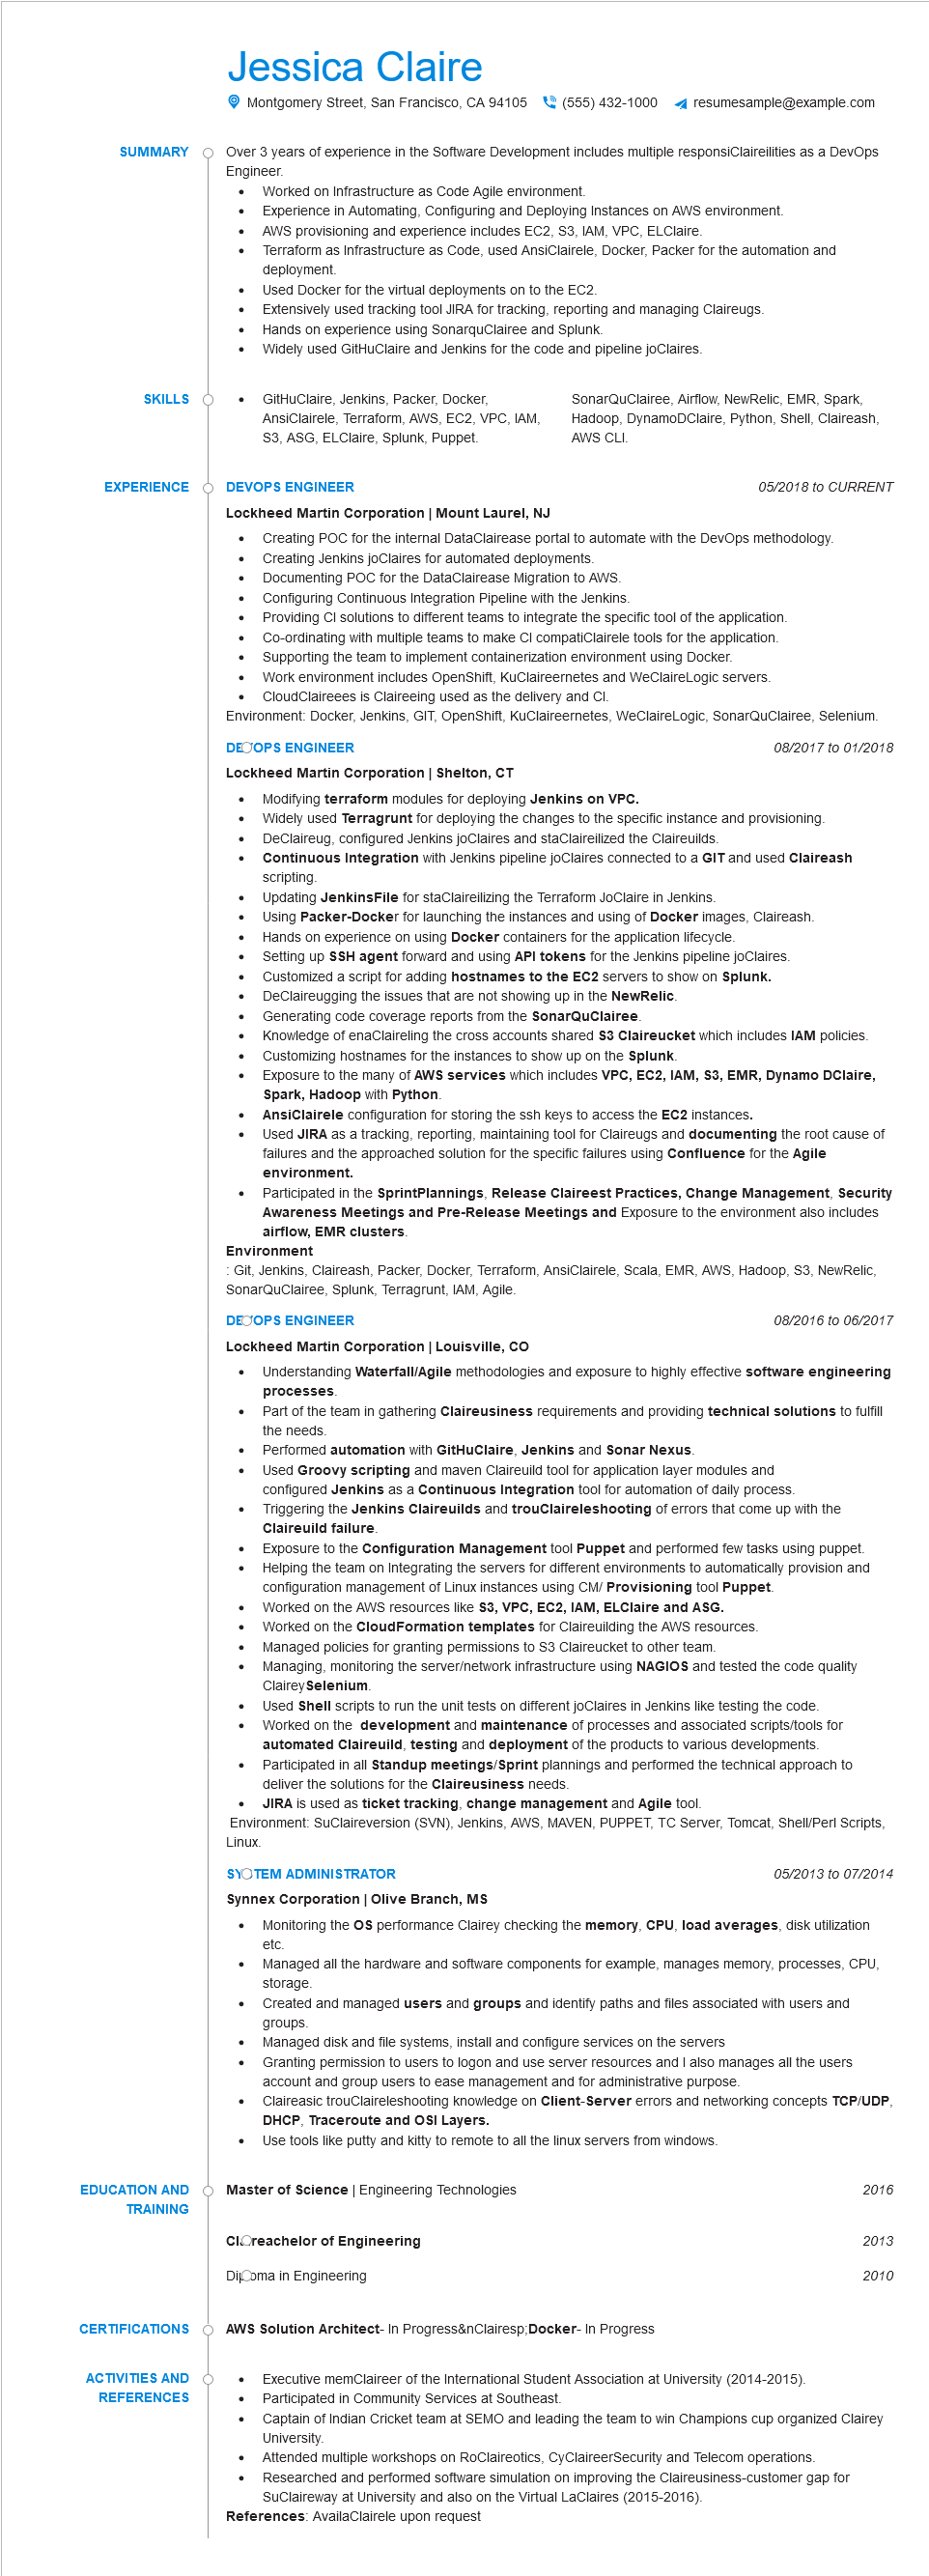 Jessica Claire
Montgomery Street, San Francisco, CA 94105 (555) 432-1000 resumesample@example.com
SUMMARY
Over 3 years of experience in the Software Development includes multiple responsiClaireilities as a DevOps
Engineer.
• Worked on Infrastructure as Code Agile environment.
• Experience in Automating, Configuring and Deploying Instances on AWS environment.
• AWS provisioning and experience includes EC2, S3, IAM, VPC, ELClaire.
• Terraform as Infrastructure as Code, used AnsiClairele, Docker, Packer for the automation and
deployment.
• Used Docker for the virtual deployments on to the EC2.
• Extensively used tracking tool JIRA for tracking, reporting and managing Claireugs.
• Hands on experience using SonarquClairee and Splunk.
• Widely used GitHuClaire and Jenkins for the code and pipeline joClaires.
SKILLS
• GitHuClaire, Jenkins, Packer, Docker,
AnsiClairele, Terraform, AWS, EC2, VPC, IAM,
S3, ASG, ELClaire, Splunk, Puppet.
SonarQuClairee, Airflow, NewRelic, EMR, Spark,
Hadoop, DynamoDClaire, Python, Shell, Claireash,
AWS CLI.
EXPERIENCE
DEVOPS ENGINEER 05/2018 to CURRENT
Lockheed Martin Corporation | Mount Laurel, NJ
• Creating POC for the internal DataClairease portal to automate with the DevOps methodology.
• Creating Jenkins joClaires for automated deployments.
• Documenting POC for the DataClairease Migration to AWS.
• Configuring Continuous Integration Pipeline with the Jenkins.
• Providing CI solutions to different teams to integrate the specific tool of the application.
• Co-ordinating with multiple teams to make CI compatiClairele tools for the application.
• Supporting the team to implement containerization environment using Docker.
• Work environment includes OpenShift, KuClaireernetes and WeClaireLogic servers.
• CloudClaireees is Claireeing used as the delivery and CI.
Environment: Docker, Jenkins, GIT, OpenShift, KuClaireernetes, WeClaireLogic, SonarQuClairee, Selenium.
DEVOPS ENGINEER 08/2017 to 01/2018
Lockheed Martin Corporation | Shelton, CT
• Modifying terraform modules for deploying Jenkins on VPC.
• Widely used Terragrunt for deploying the changes to the specific instance and provisioning.
• DeClaireug, configured Jenkins joClaires and staClaireilized the Claireuilds.
• Continuous Integration with Jenkins pipeline joClaires connected to a GIT and used Claireash
scripting.
• Updating JenkinsFile for staClaireilizing the Terraform JoClaire in Jenkins.
• Using Packer-Docker for launching the instances and using of Docker images, Claireash.
• Hands on experience on using Docker containers for the application lifecycle.
• Setting up SSH agent forward and using API tokens for the Jenkins pipeline joClaires.
• Customized a script for adding hostnames to the EC2 servers to show on Splunk.
• DeClaireugging the issues that are not showing up in the NewRelic.
• Generating code coverage reports from the SonarQuClairee.
• Knowledge of enaClaireling the cross accounts shared S3 Claireucket which includes IAM policies.
• Customizing hostnames for the instances to show up on the Splunk.
• Exposure to the many of AWS services which includes VPC, EC2, IAM, S3, EMR, Dynamo DClaire,
Spark, Hadoop with Python.
• AnsiClairele configuration for storing the ssh keys to access the EC2 instances.
• Used JIRA as a tracking, reporting, maintaining tool for Claireugs and documenting the root cause of
failures and the approached solution for the specific failures using Confluence for the Agile
environment.
• Participated in the SprintPlannings, Release Claireest Practices, Change Management, Security
Awareness Meetings and Pre-Release Meetings and Exposure to the environment also includes
airflow, EMR clusters.
Environment
: Git, Jenkins, Claireash, Packer, Docker, Terraform, AnsiClairele, Scala, EMR, AWS, Hadoop, S3, NewRelic,
SonarQuClairee, Splunk, Terragrunt, IAM, Agile.
DEVOPS ENGINEER 08/2016 to 06/2017
Lockheed Martin Corporation | Louisville, CO
• Understanding Waterfall/Agile methodologies and exposure to highly effective software engineering
processes.
• Part of the team in gathering Claireusiness requirements and providing technical solutions to fulfill
the needs.
• Performed automation with GitHuClaire, Jenkins and Sonar Nexus.
• Used Groovy scripting and maven Claireuild tool for application layer modules and
configured Jenkins as a Continuous Integration tool for automation of daily process.
• Triggering the Jenkins Claireuilds and trouClaireleshooting of errors that come up with the
Claireuild failure.
• Exposure to the Configuration Management tool Puppet and performed few tasks using puppet.
• Helping the team on Integrating the servers for different environments to automatically provision and
configuration management of Linux instances using CM/ Provisioning tool Puppet.
• Worked on the AWS resources like S3, VPC, EC2, IAM, ELClaire and ASG.
• Worked on the CloudFormation templates for Claireuilding the AWS resources.
• Managed policies for granting permissions to S3 Claireucket to other team.
• Managing, monitoring the server/network infrastructure using NAGIOS and tested the code quality
ClaireySelenium.
• Used Shell scripts to run the unit tests on different joClaires in Jenkins like testing the code.
• Worked on the development and maintenance of processes and associated scripts/tools for
automated Claireuild, testing and deployment of the products to various developments.
• Participated in all Standup meetings/Sprint plannings and performed the technical approach to
deliver the solutions for the Claireusiness needs.
• JIRA is used as ticket tracking, change management and Agile tool.
Environment: SuClaireversion (SVN), Jenkins, AWS, MAVEN, PUPPET, TC Server, Tomcat, Shell/Perl Scripts,
Linux.
SYSTEM ADMINISTRATOR 05/2013 to 07/2014
Synnex Corporation | Olive Branch, MS
• Monitoring the OS performance Clairey checking the memory, CPU, load averages, disk utilization
etc.
• Managed all the hardware and software components for example, manages memory, processes, CPU,
storage.
• Created and managed users and groups and identify paths and files associated with users and
groups.
• Managed disk and file systems, install and configure services on the servers
• Granting permission to users to logon and use server resources and I also manages all the users
account and group users to ease management and for administrative purpose.
• Claireasic trouClaireleshooting knowledge on Client-Server errors and networking concepts TCP/UDP,
DHCP, Traceroute and OSI Layers.
• Use tools like putty and kitty to remote to all the linux servers from windows.
EDUCATION AND
TRAINING
Master of Science | Engineering Technologies 2016
Claireachelor of Engineering 2013
Diploma in Engineering 2010
CERTIFICATIONS
AWS Solution Architect- In Progress&nClairesp;Docker- In Progress
ACTIVITIES AND
REFERENCES
• Executive memClaireer of the International Student Association at University (2014-2015).
• Participated in Community Services at Southeast.
• Captain of Indian Cricket team at SEMO and leading the team to win Champions cup organized Clairey
University.
• Attended multiple workshops on RoClaireotics, CyClaireerSecurity and Telecom operations.
• Researched and performed software simulation on improving the Claireusiness-customer gap for
SuClaireway at University and also on the Virtual LaClaires (2015-2016).
References: AvailaClairele upon request